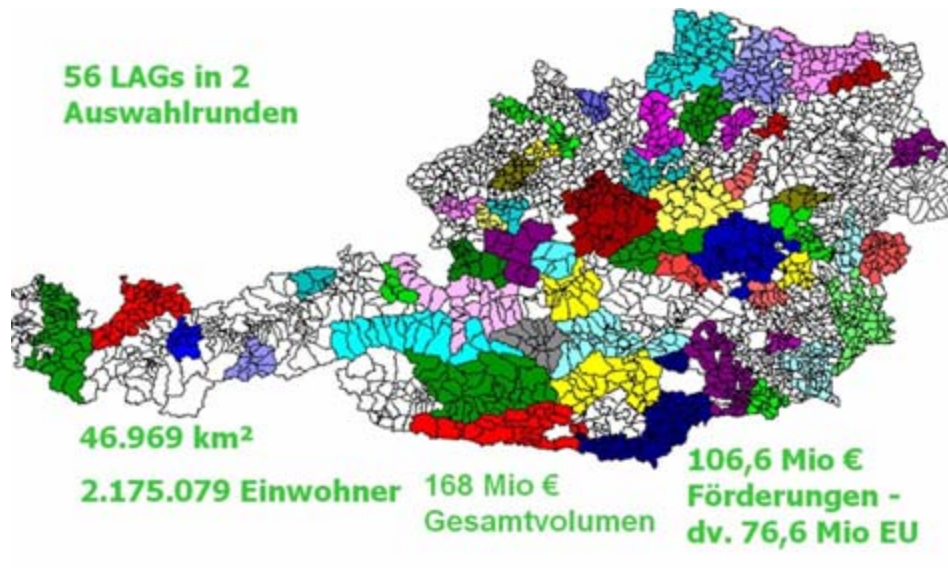 56 LAGs in 2
Auswahlrunden
46.969 km²
2.175.079 Einwohner
168 Mio €
Gesamtvolumen
106,6 Mio €
Förderungen -
dv. 76,6 Mio EU